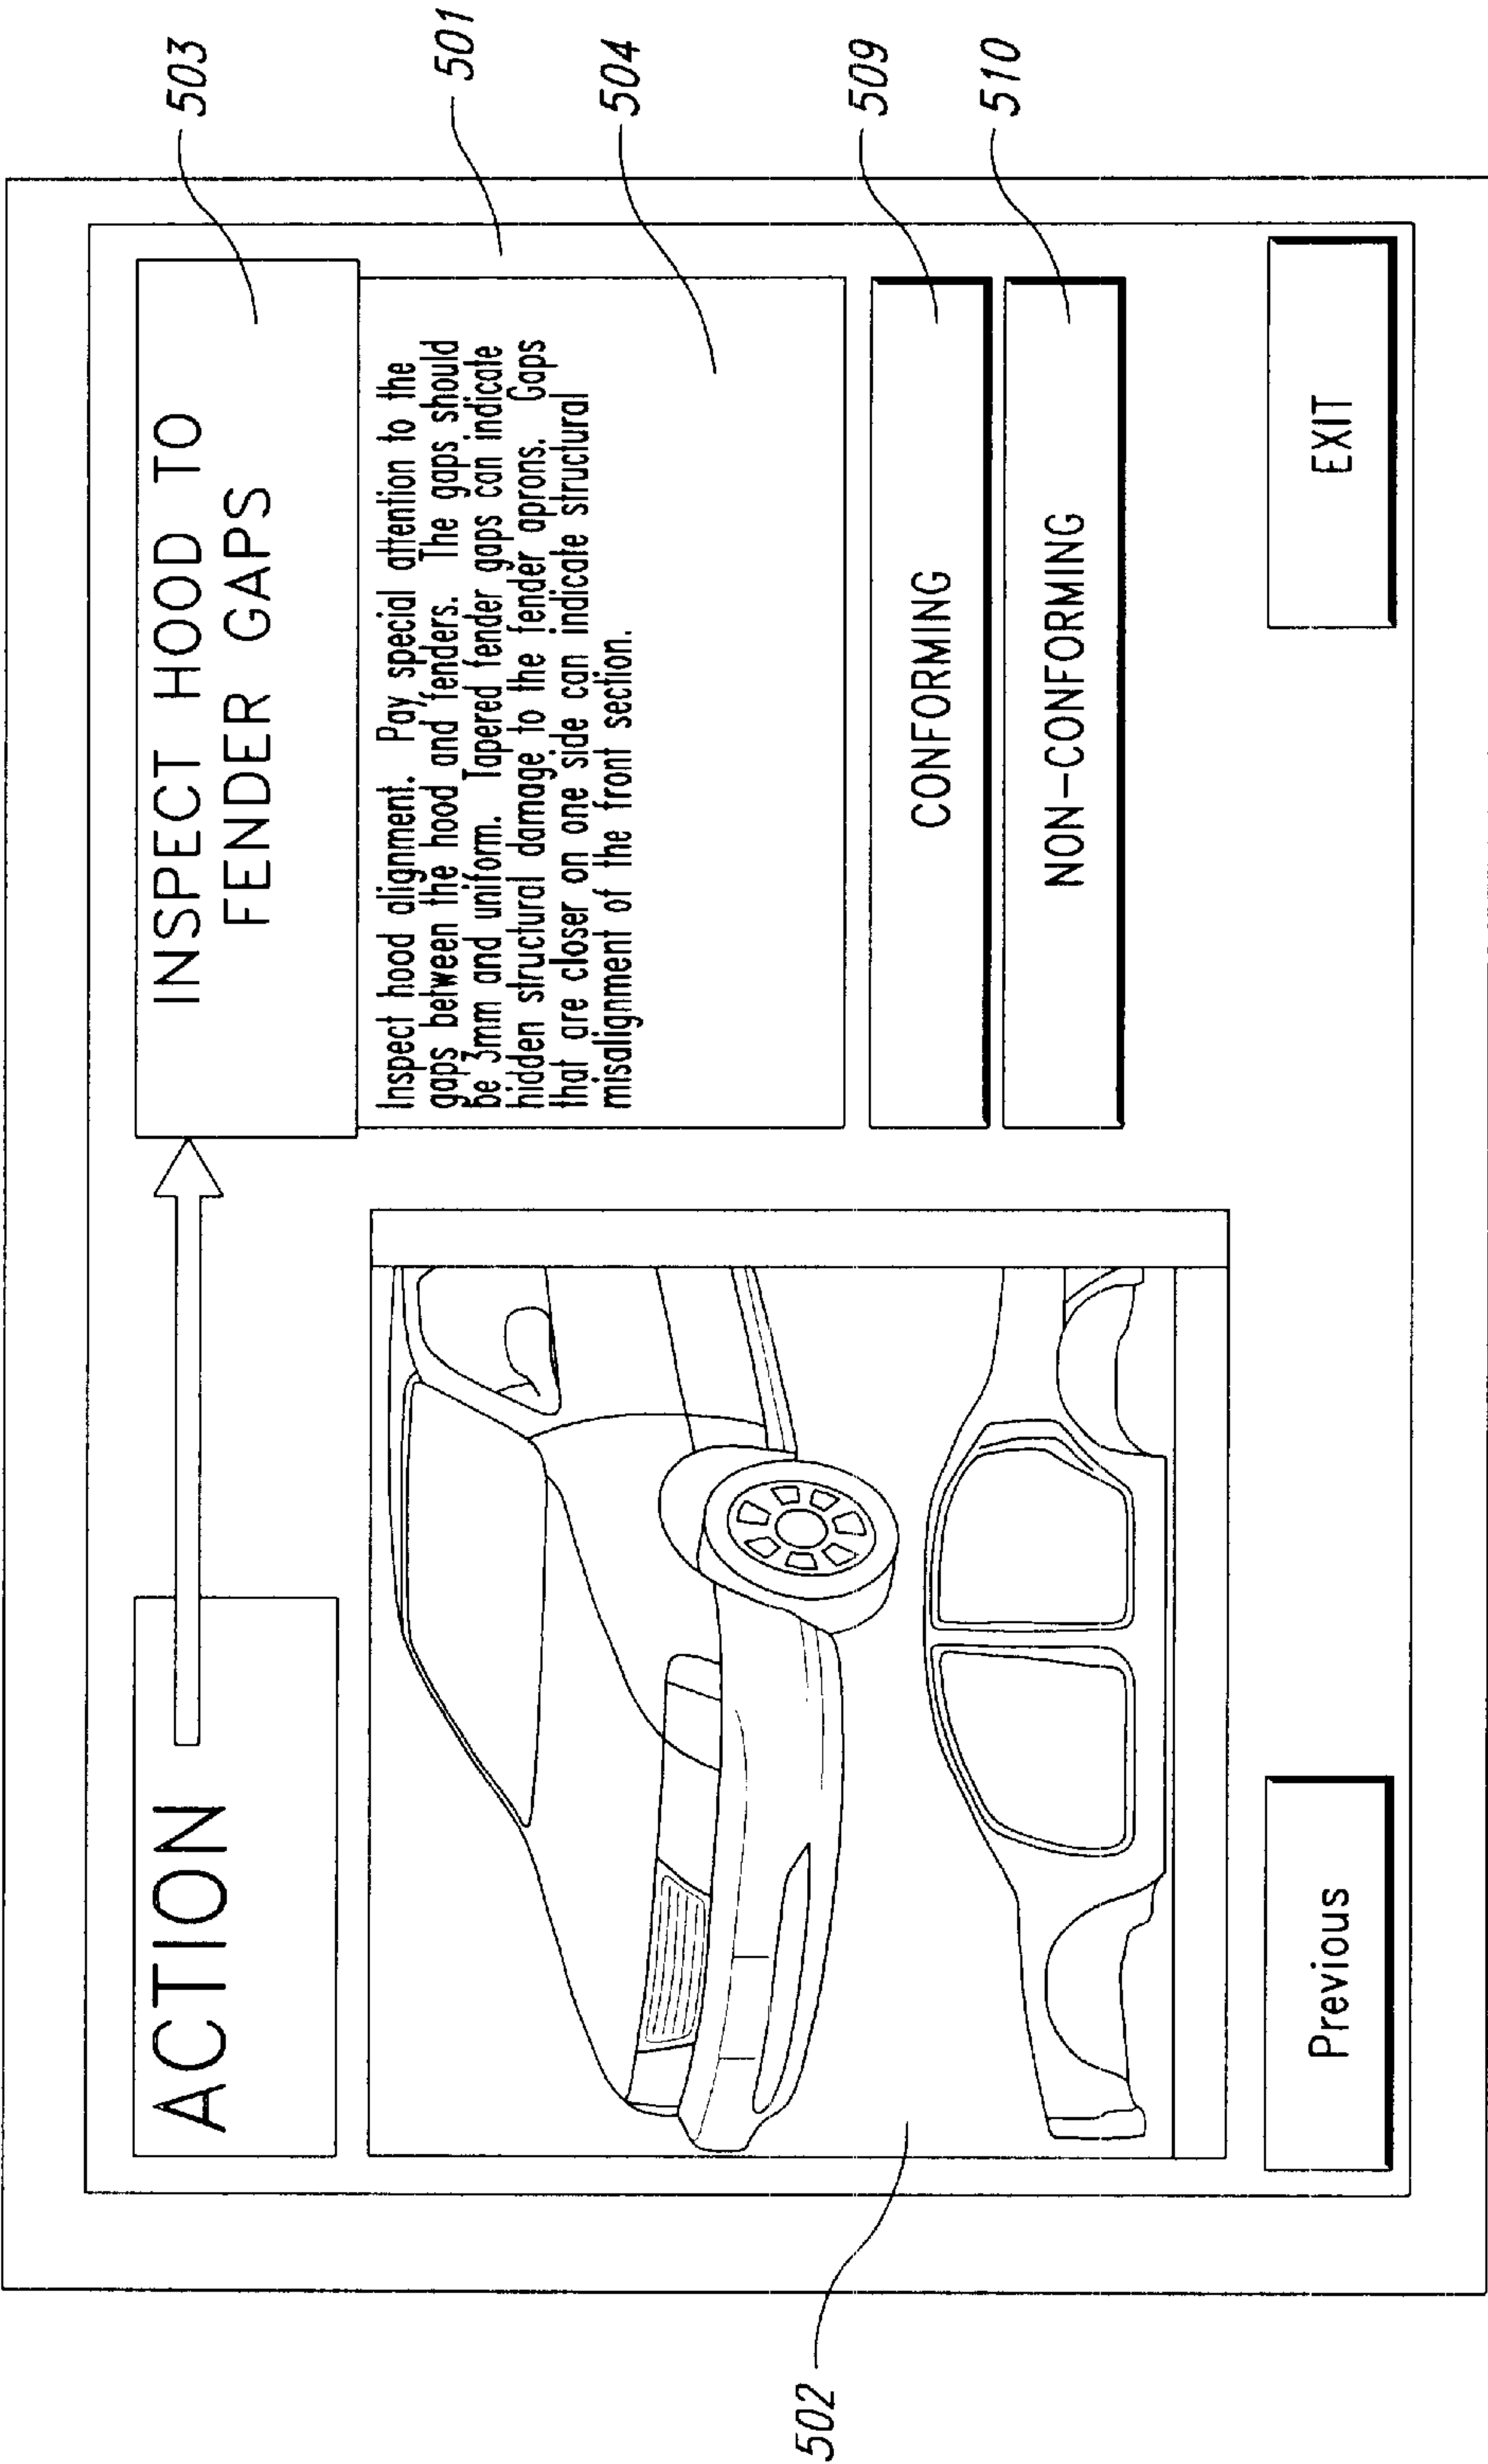 ACTION
INSPECT HOOD TO
FENDER GAPS
503
501
Inspect hood alignment. Pay special attention to the
gaps between the hood and fenders. The gaps should
be 3mm and uniform. Tapered fender gaps can indicate
hidden structural damage to the fender aprons. Gaps
that are closer on one side can indicate structural
misalignment of the front section.
504
CONFORMING
509
NON-CONFORMING
510
502
Previous
EXIT